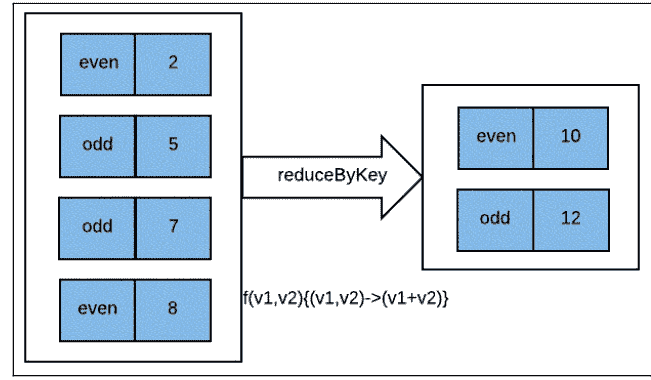 even 2
odd 5
odd 7
even 8
reduceByKey
f(v1,v2){(v1,v2)->(v1+v2)}
even 10
odd 12